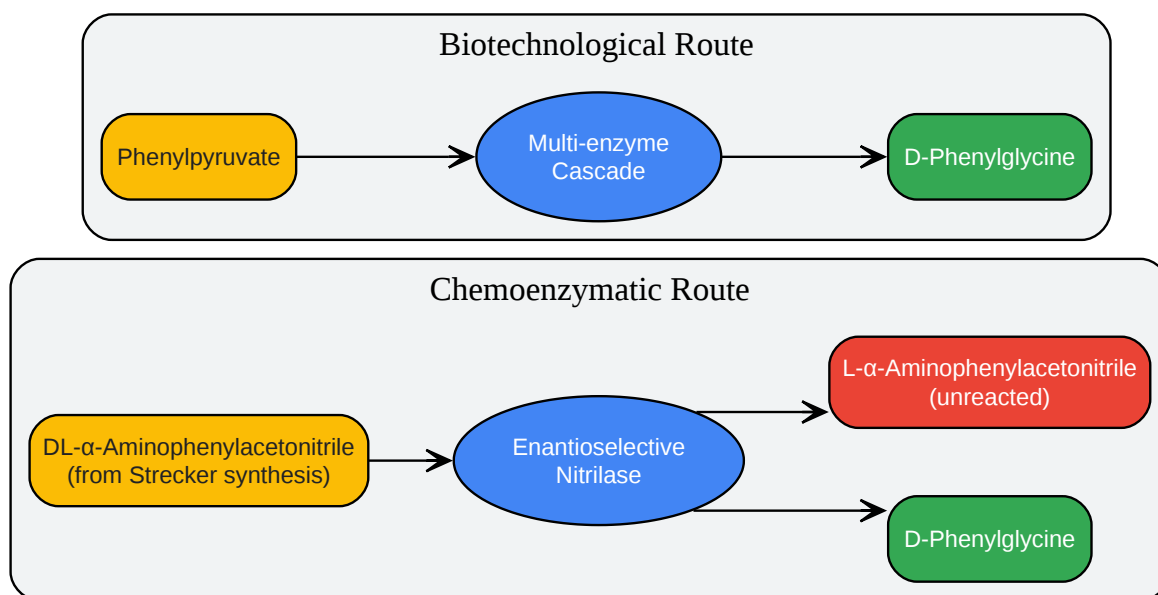 Biotechnological Route
Phenylpyruvate
Multi-enzyme
Cascade
D-Phenylglycine
Chemoenzymatic Route
DL-α-Aminophenylacetonitrile
(from Strecker synthesis)
Enantioselective
Nitrilase
L-α-Aminophenylacetonitrile
(unreacted)
D-Phenylglycine